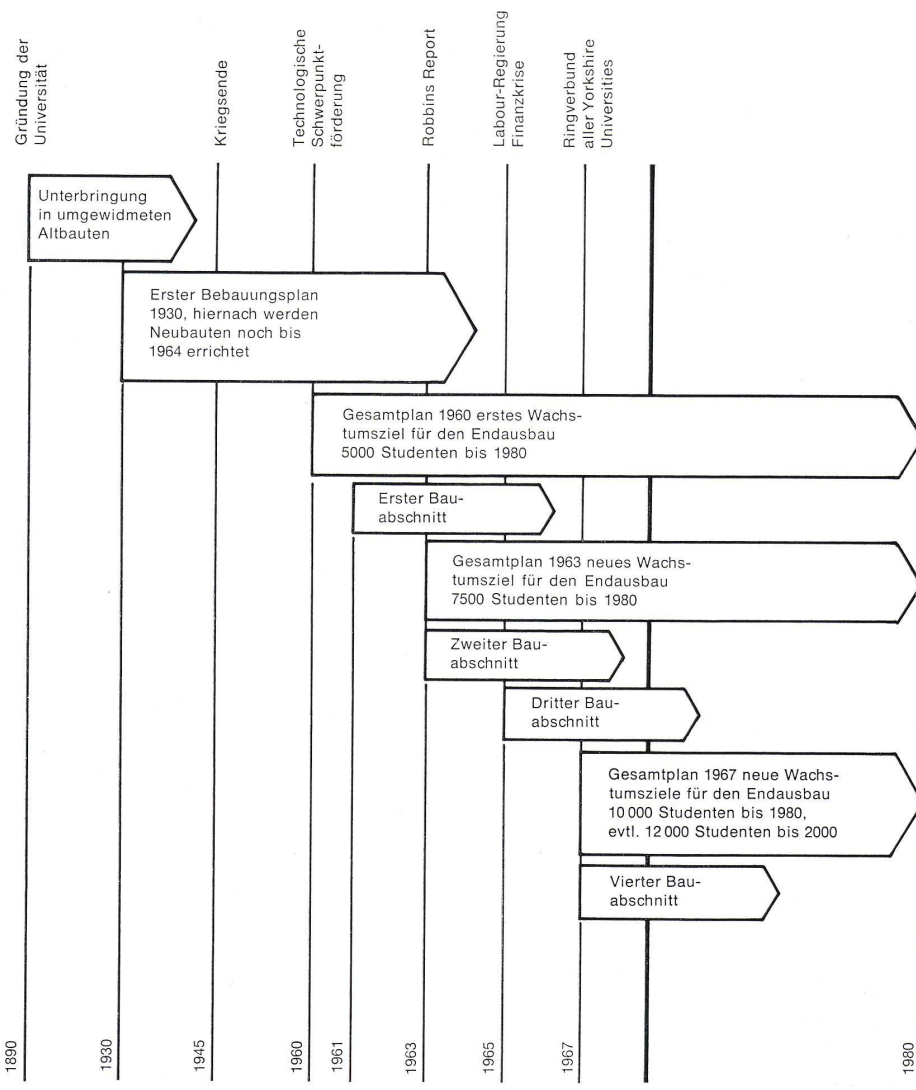 Gründung der
Universität
Kriegsende
Technologische
Schwerpunkt-
förderung
Robbins Report
Labour-Regierung
Finanzkrise
Ringverbund
aller Yorkshire
Universities
Unterbringung
in umgewidmeten
Altbauten
Erster Bebauungsplan
1930, hiernach werden
Neubauten noch bis
1964 errichtet
Gesamtplan 1960 erstes Wachs-
tumsziel für den Endausbau
5000 Studenten bis 1980
Erster Bau-
abschnitt
Gesamtplan 1963 neues Wachs-
tumsziel für den Endausbau
7500 Studenten bis 1980
Zweiter Bau-
abschnitt
Dritter Bau-
abschnitt
Gesamtplan 1967 neue Wachs-
tumsziele für den Endausbau
10 000 Studenten bis 1980,
evtl. 12 000 Studenten bis 2000
Vierter Bau-
abschnitt
1890
1930
1945
1960
1961
1963
1965
1967
1980